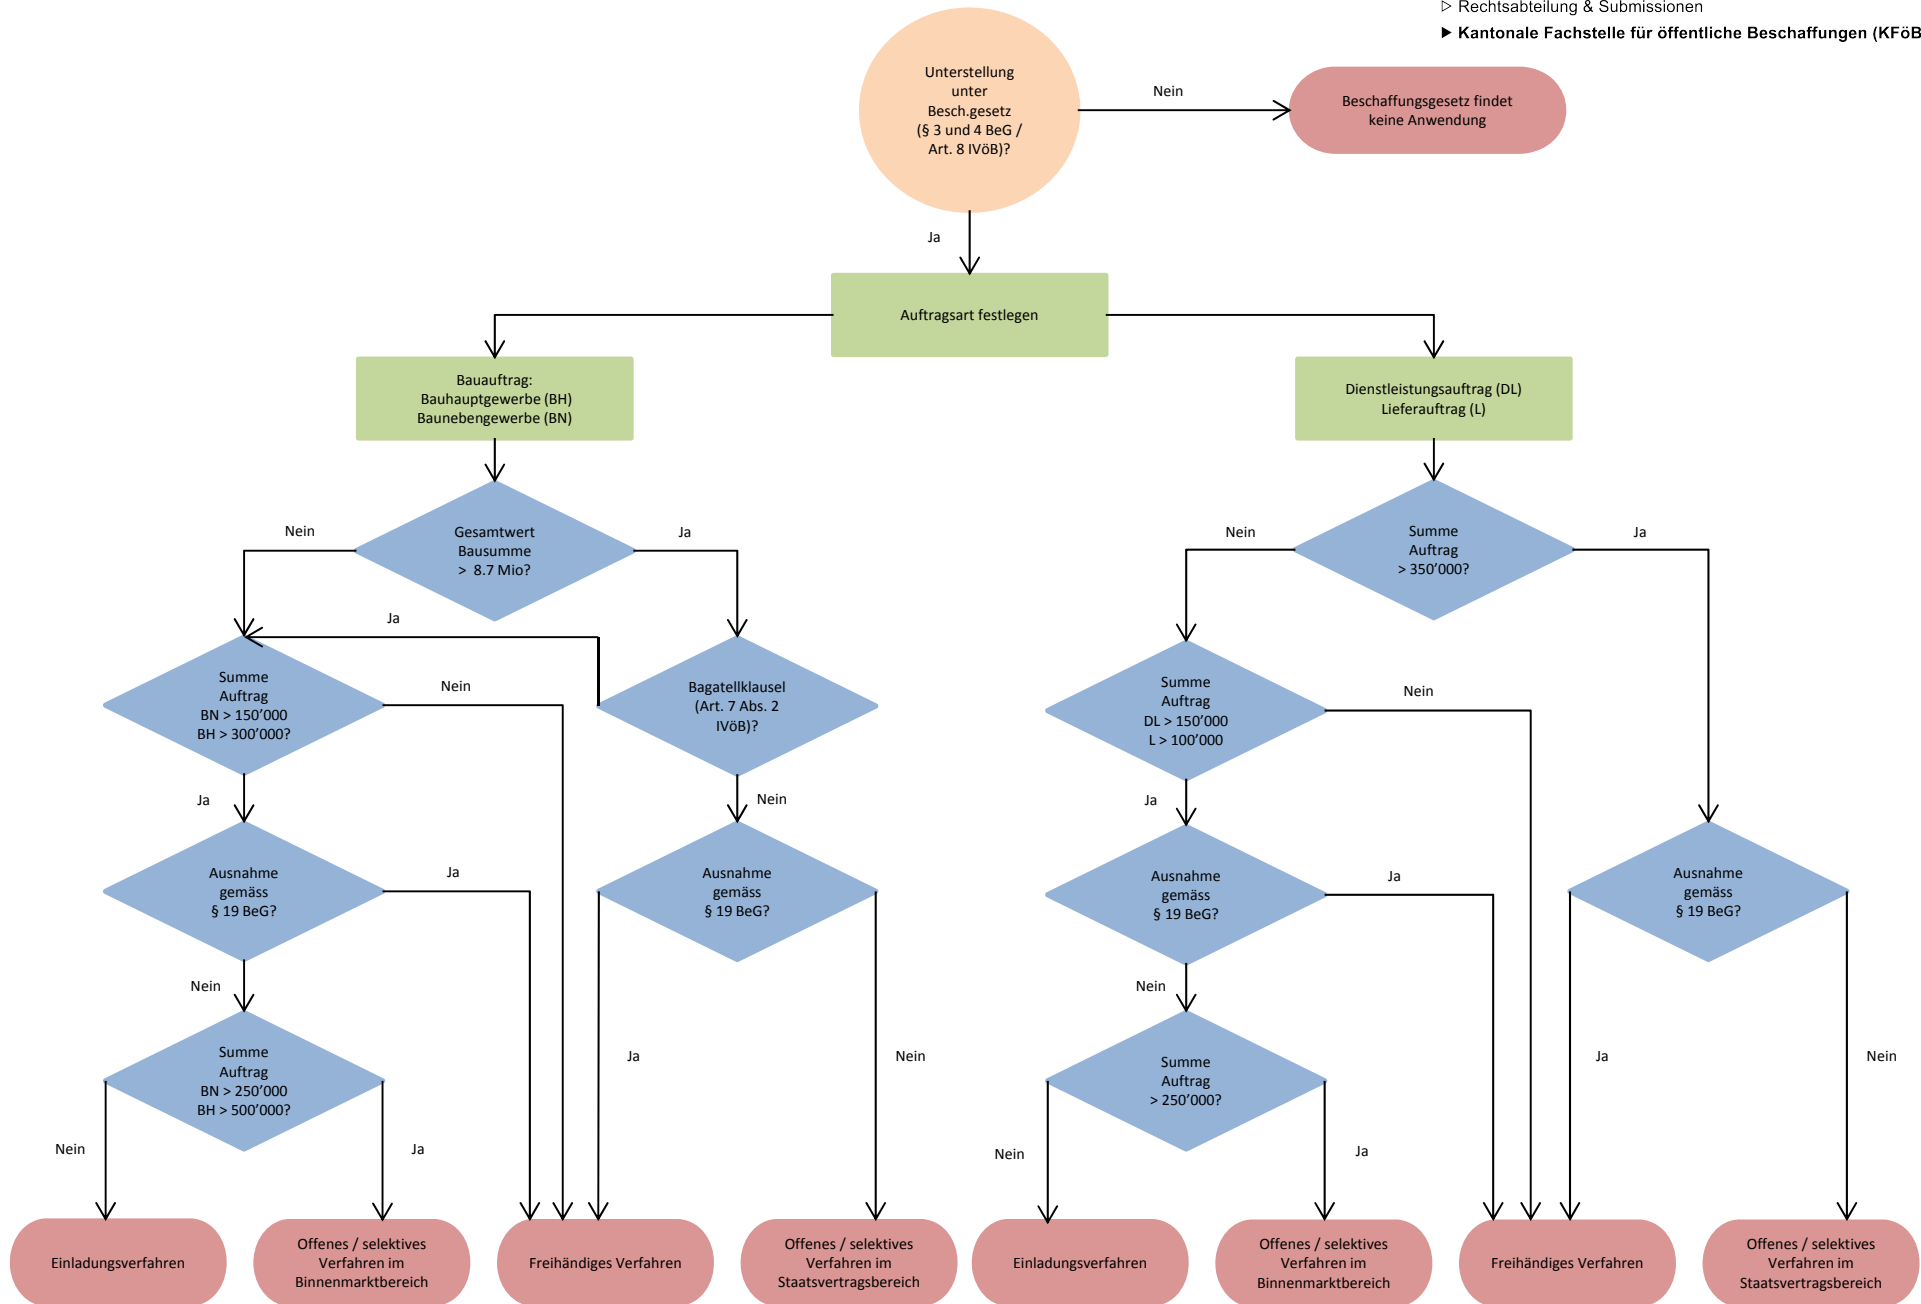 ▷ Rechtsabteilung & Submissionen
▶ Kantonale Fachstelle für öffentliche Beschaffungen (KFöB
Unterstellung
unter
Besch.gesetz
(§ 3 und 4 BeG /
Art. 8 IVöB)?
Nein
Beschaffungsgesetz findet
keine Anwendung
Ja
Auftragsart festlegen
Bauauftrag:
Bauhauptgewerbe (BH)
Baunebengewerbe (BN)
Dienstleistungsauftrag (DL)
Lieferauftrag (L)
Nein
Gesamtwert
Bausumme
> 8.7 Mio?
Ja
Nein
Summe
Auftrag
> 350'000?
Ja
Ja
Summe
Auftrag
BN > 150'000
BH > 300'000?
Nein
Bagatellklausel
(Art. 7 Abs. 2
IVöB)?
Summe
Auftrag
DL > 150'000
L > 100'000
Nein
Ja
Nein
Ja
Ausnahme
gemäss
§ 19 BeG?
Ja
Ausnahme
gemäss
§ 19 BeG?
Ausnahme
gemäss
§ 19 BeG?
Ja
Ausnahme
gemäss
§ 19 BeG?
Nein
Nein
Summe
Auftrag
BN > 250'000
BH > 500'000?
Ja
Nein
Summe
Auftrag
> 250'000?
Ja
Nein
Nein
Ja
Nein
Ja
Einladungsverfahren
Offenes / selektives
Verfahren im
Binnenmarktbereich
Freihändiges Verfahren
Offenes / selektives
Verfahren im
Staatsvertragsbereich
Einladungsverfahren
Offenes / selektives
Verfahren im
Binnenmarktbereich
Freihändiges Verfahren
Offenes / selektives
Verfahren im
Staatsvertragsbereich